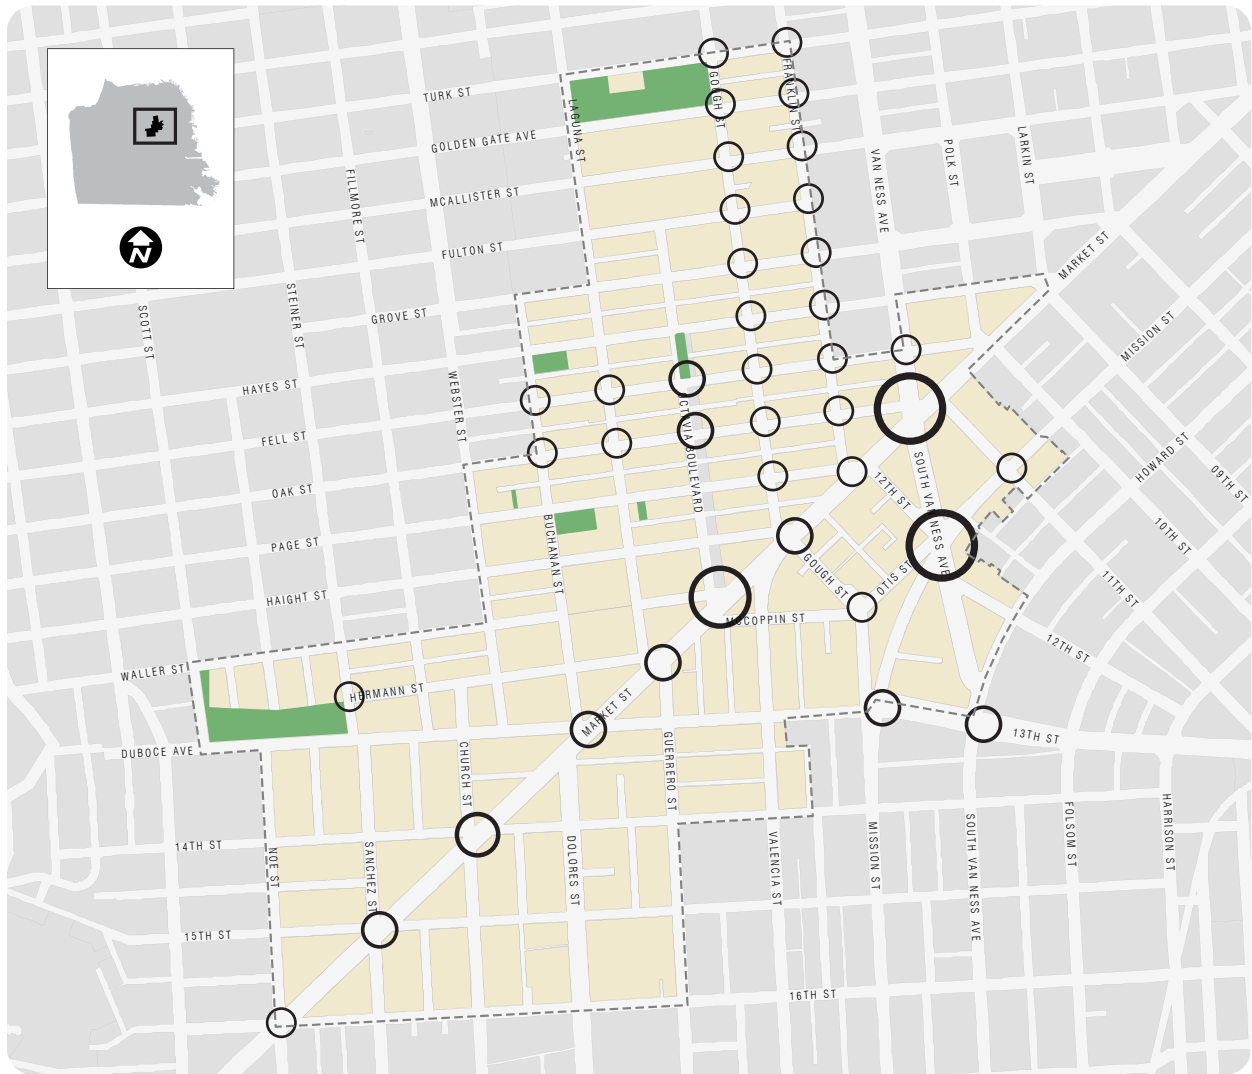 TURK ST
GOLDEN GATE AVE
MCALLISTER ST
FULTON ST
GROVE ST
HAYES ST
FELL ST
OAK ST
PAGE ST
HAIGHT ST
WALLER ST
HERMANN ST
DUBOCE AVE
14TH ST
15TH ST
16TH ST
SCOTT ST
STEINER ST
FILLMORE ST
WEBSTER ST
BUCHANAN ST
LAGUNA ST
OCTAVIA BOULEVARD
GOUGH ST
FRANKLIN ST
VAN NESS AVE
POLK ST
LARKIN ST
MARKET ST
MISSION ST
HOWARD ST
09TH ST
10TH ST
11TH ST
12TH ST
12TH ST
SOUTH VAN NESS AVE
GOUGH ST
OTIS ST
MCCOPPIN ST
MARKET ST
13TH ST
NOE ST
SANCHEZ ST
CHURCH ST
DOLORES ST
GUERRERO ST
VALENCIA ST
MISSION ST
SOUTH VAN NESS AVE
FOLSOM ST
HARRISON ST
N